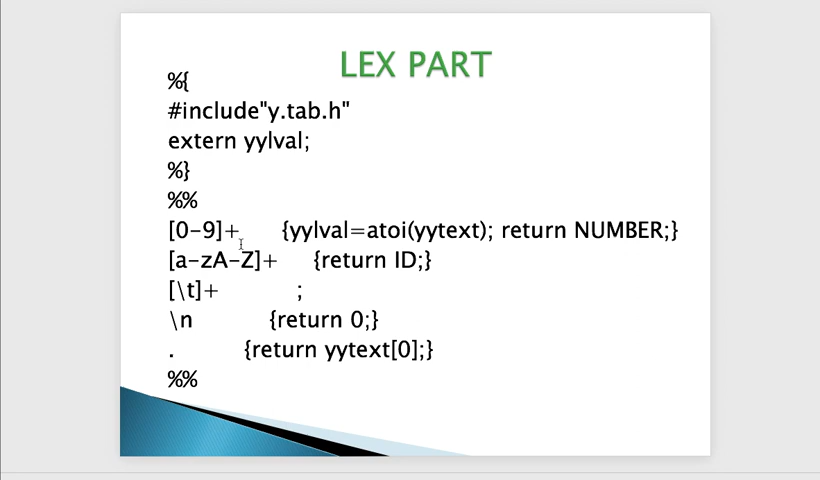 LEX PART
%{
#include"y.tab.h"
extern yylval;
%}
%%
[0-9]+ {yylval=atoi(yytext); return NUMBER;}
[a-zA-Z]+ {return ID;}
[\t]+ ;
\n {return 0;}
. {return yytext[0];}
%%